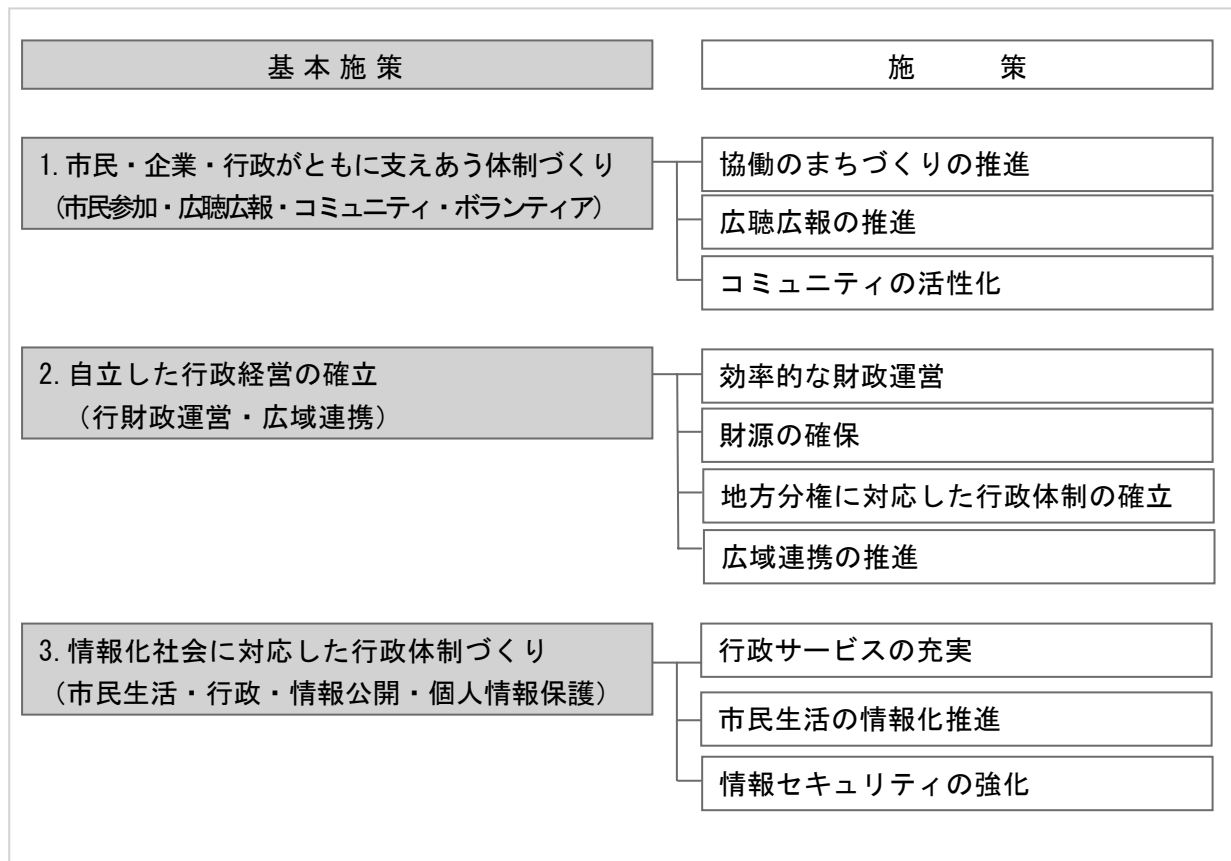 基本施策
施　　策
1. 市民・企業・行政がともに支えあう体制づくり
（市民参加・広聴広報・コミュニティ・ボランティア）
協働のまちづくりの推進
広聴広報の推進
コミュニティの活性化
2. 自立した行政経営の確立
（行財政運営・広域連携）
効率的な財政運営
財源の確保
地方分権に対応した行政体制の確立
広域連携の推進
3. 情報化社会に対応した行政体制づくり
（市民生活・行政・情報公開・個人情報保護）
行政サービスの充実
市民生活の情報化推進
情報セキュリティの強化